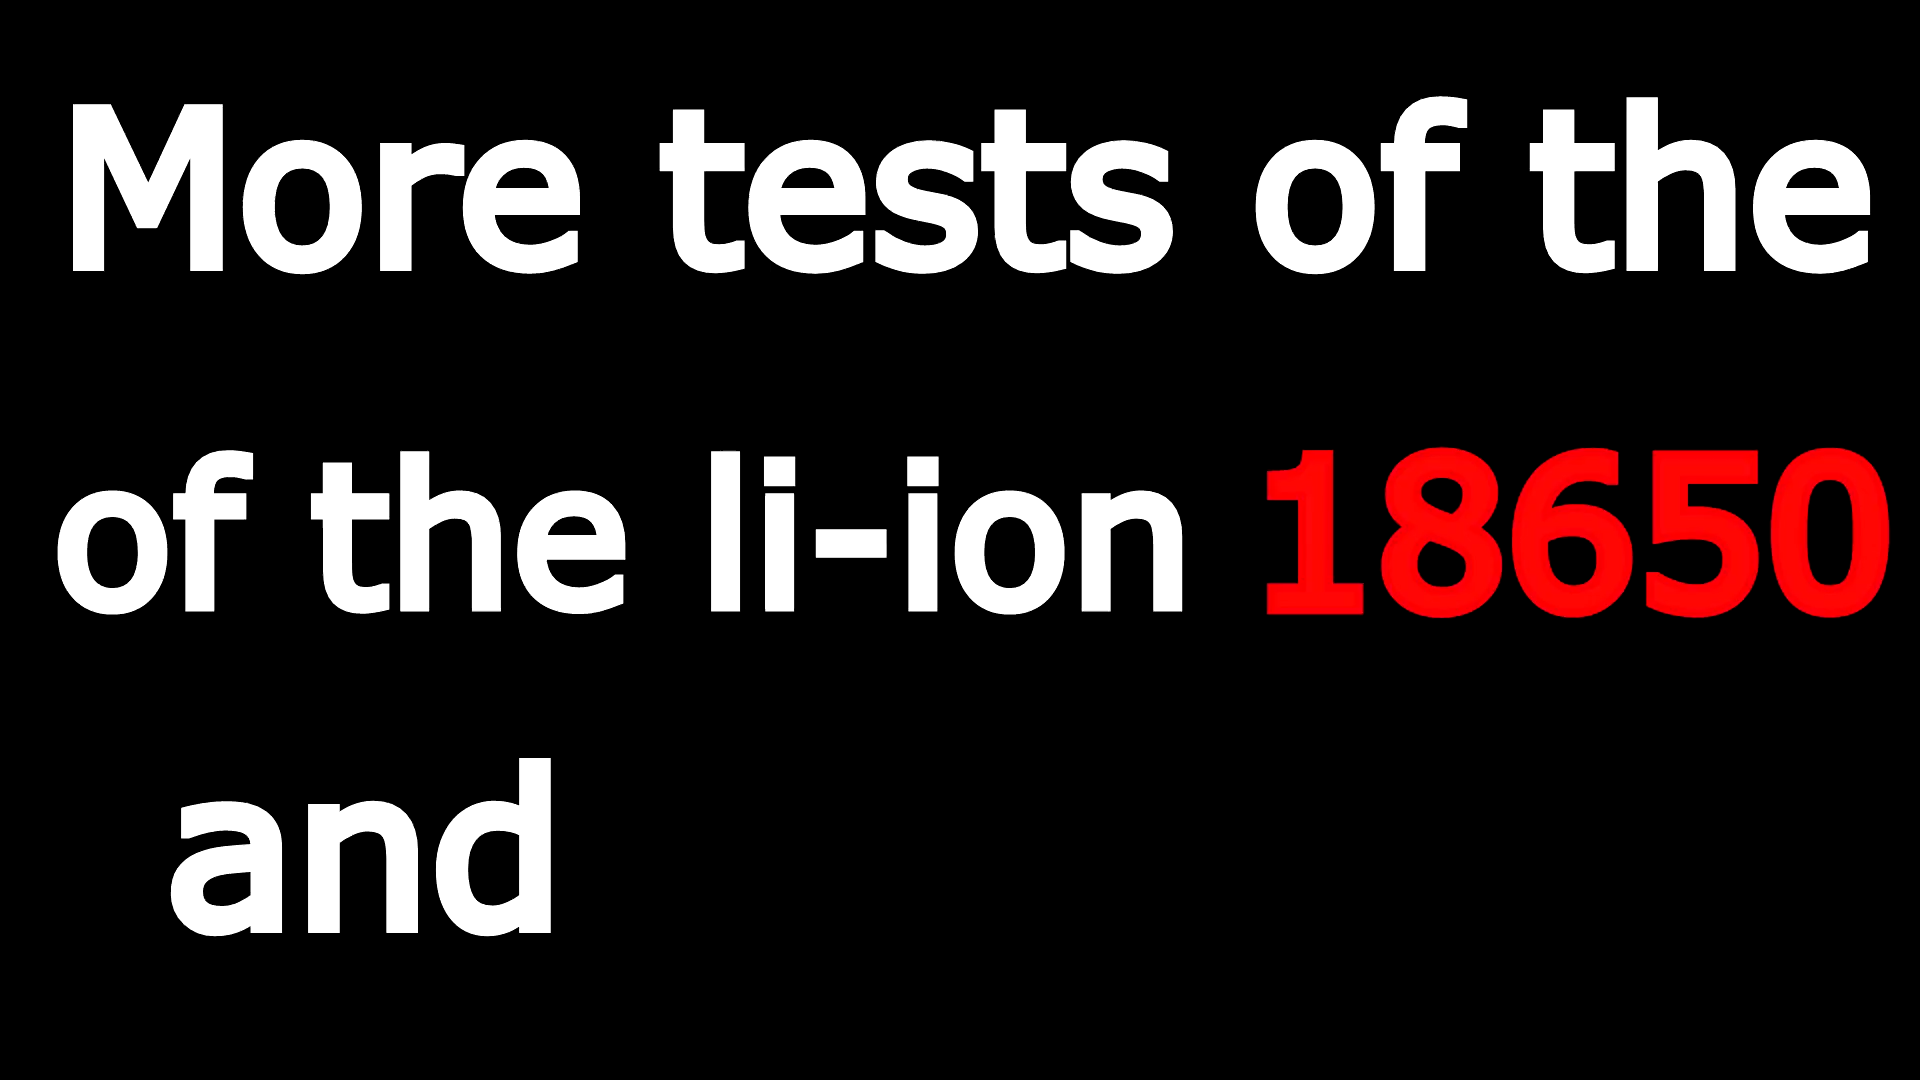 More tests of the
of the li-ion 18650
and